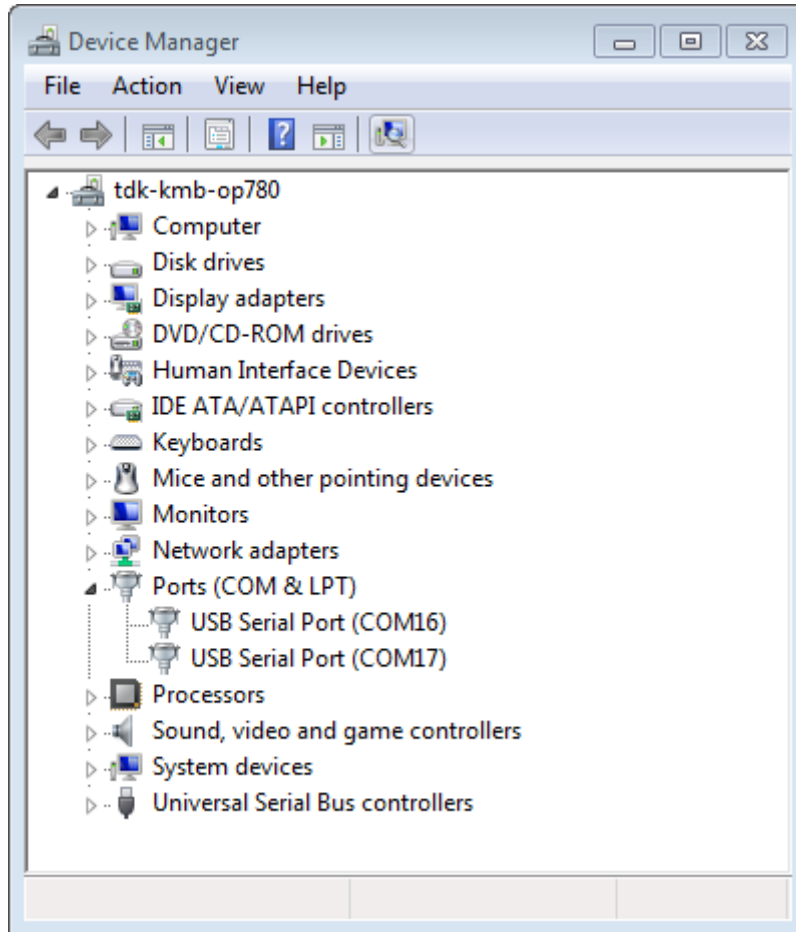 Device Manager
File Action View Help
tdk-kmb-op780
Computer
Disk drives
Display adapters
DVD/CD-ROM drives
Human Interface Devices
IDE ATA/ATAPI controllers
Keyboards
Mice and other pointing devices
Monitors
Network adapters
Ports (COM & LPT)
USB Serial Port (COM16)
USB Serial Port (COM17)
Processors
Sound, video and game controllers
System devices
Universal Serial Bus controllers